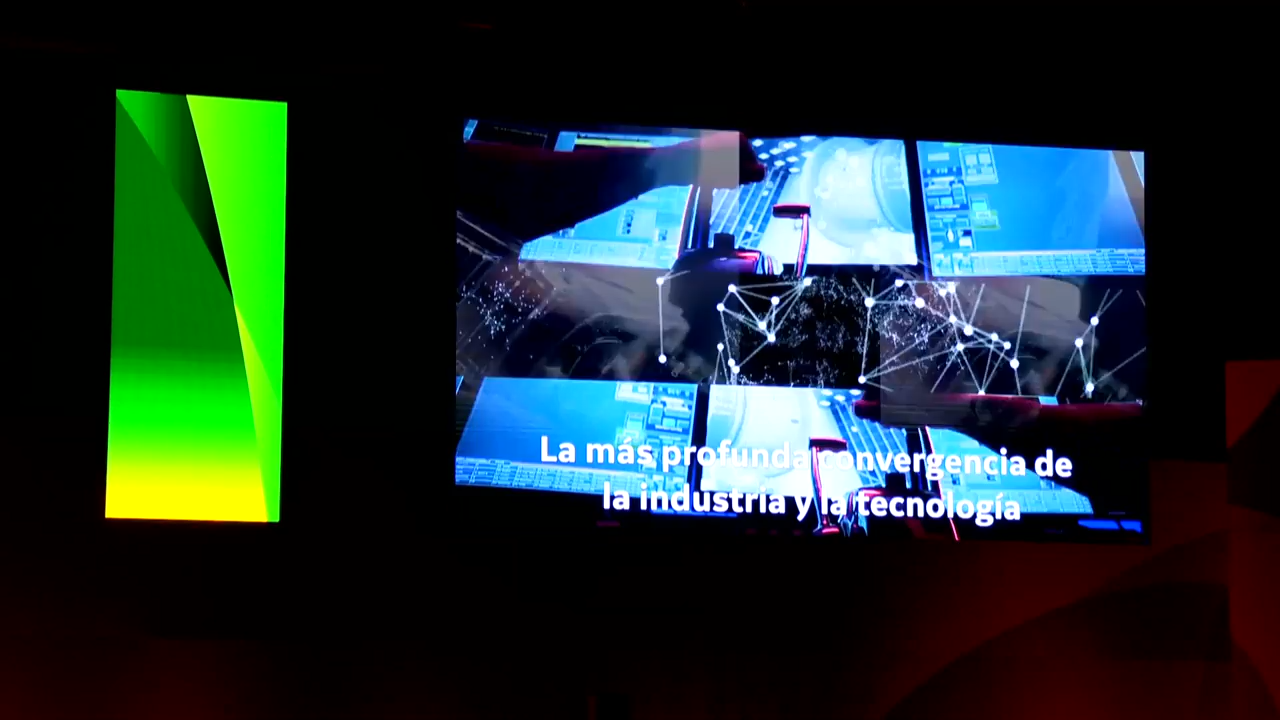 La más profunda convergencia de
la industria y la tecnología